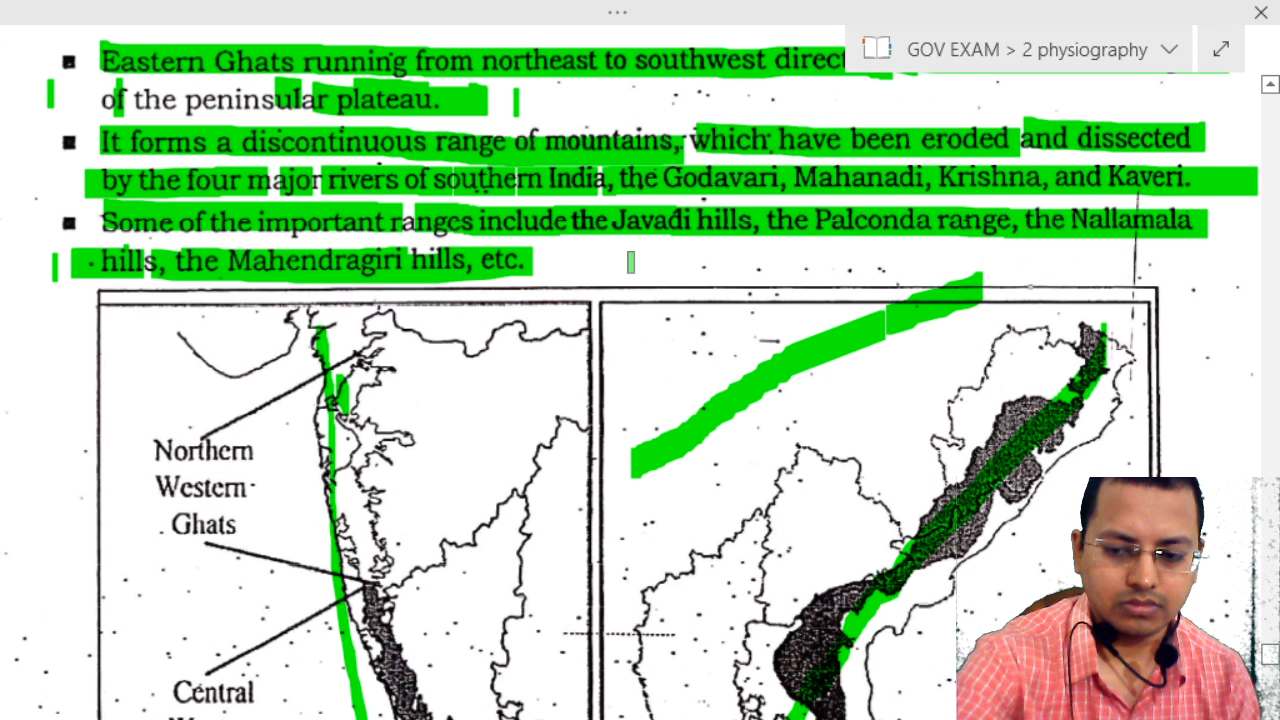 GOV EXAM > 2 physiography
Eastern Ghats running from northeast to southwest direct
of the peninsular plateau.
It forms a discontinuous range of mountains, which have been eroded and dissected
by the four major rivers of southern India, the Godavari, Mahanadi, Krishna, and Kaveri.
Some of the important ranges include the Javadi hills, the Palconda range, the Nallamala
hills, the Mahendragiri hills, etc.
Northern
Western
Ghats
Central